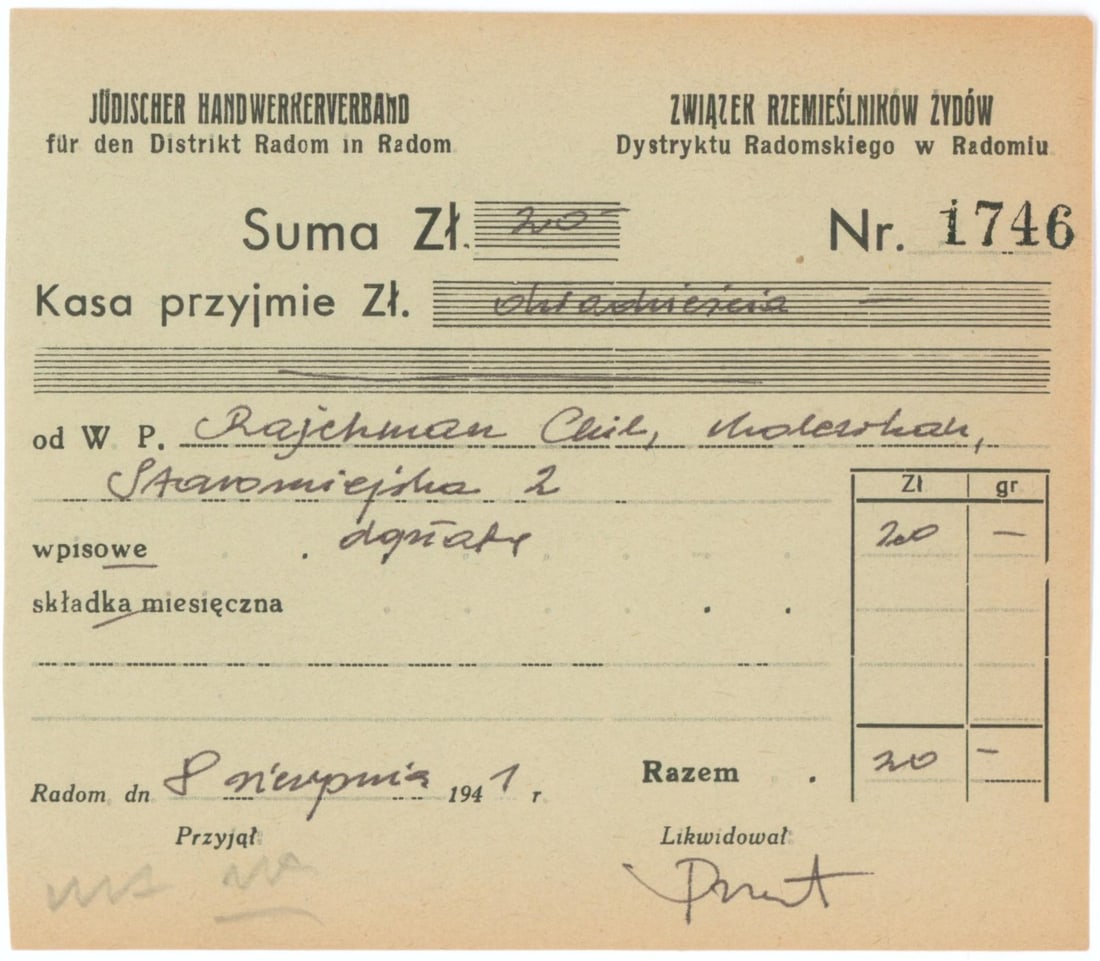 JÜDISCHER HANDWERKERVERBAND
für den Distrikt Radom in Radom
ZWIĄZEK RZEMIEŚLNIKÓW ŻYDÓW
Dystryktu Radomskiego w Radomiu
Suma Zł. 20 —
Nr. 1746
Kasa przyjmie Zł. dwadzieścia —
od W P. Rajchman Chil,
Staromiejska 2
Zł gr
wpisowe . dopłata 20 —
składka miesięczna . .
Radom, dn 8 sierpnia 1941 r
Razem . 20 —
Przyjął: Likwidował: